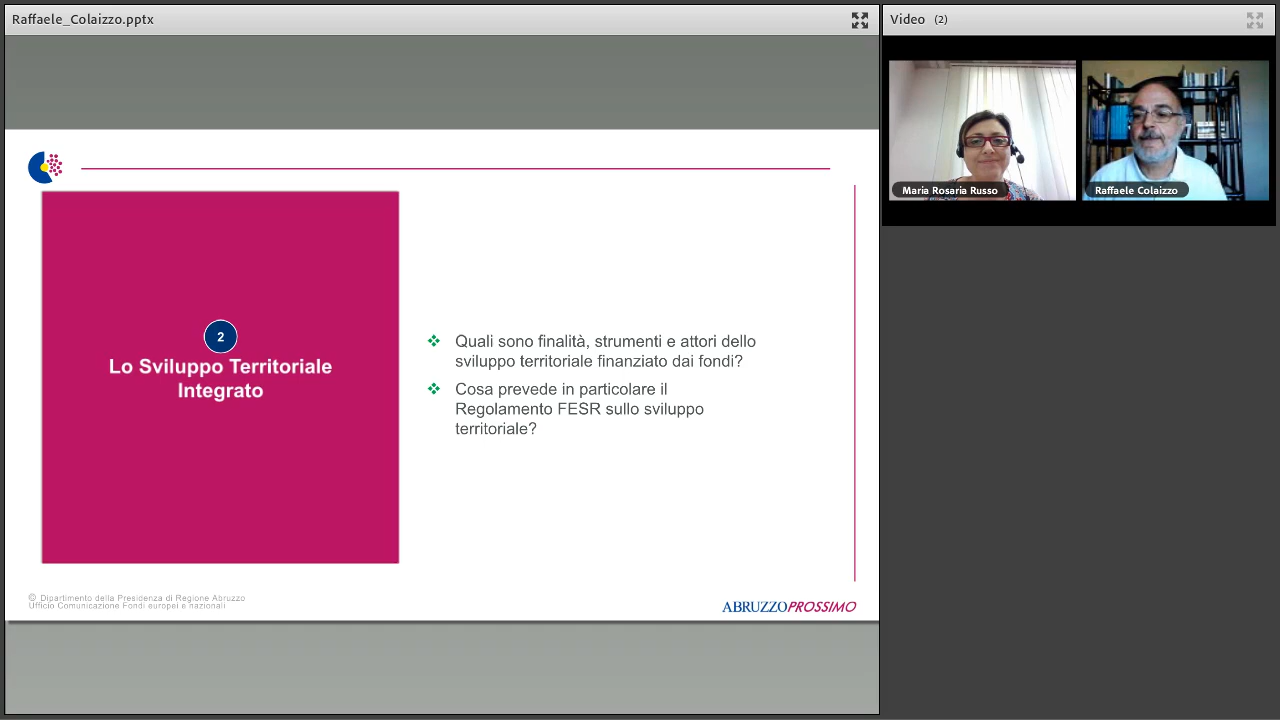 Raffaele_Colaizzo.pptx
Video (2)
Maria Rosaria Russo
Raffaele Colaizzo
2
Lo Sviluppo Territoriale
Integrato
Quali sono finalità, strumenti e attori dello
sviluppo territoriale finanziato dai fondi?
Cosa prevede in particolare il
Regolamento FESR sullo sviluppo
territoriale?
© Dipartimento della Presidenza di Regione Abruzzo
Ufficio Comunicazione Fondi europei e nazionali
ABRUZZOPROSSIMO